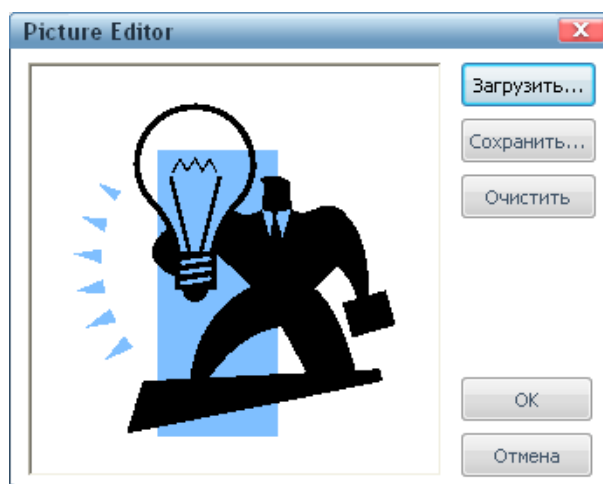 Picture Editor
Загрузить...
Сохранить...
Очистить
OK
Отмена